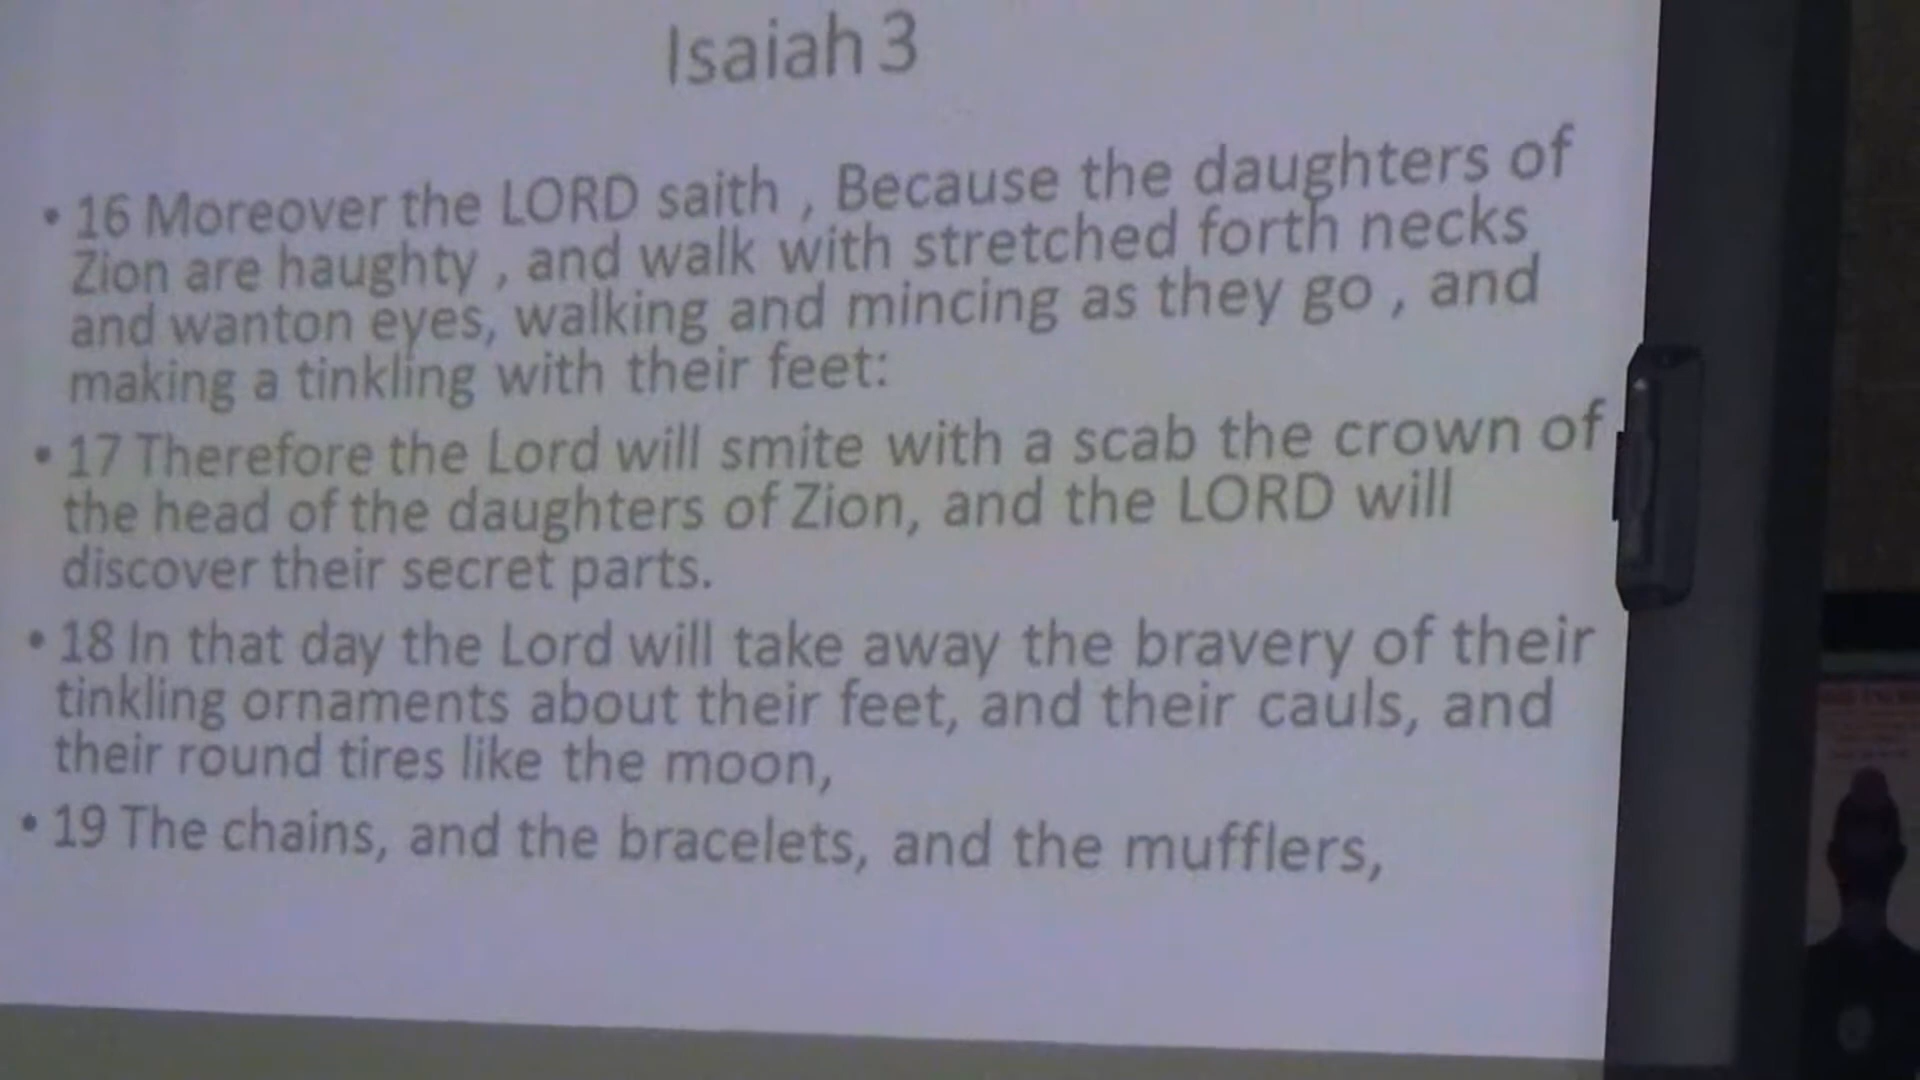 Isaiah 3
• 16 Moreover the LORD saith , Because the daughters of
Zion are haughty , and walk with stretched forth necks
and wanton eyes, walking and mincing as they go , and
making a tinkling with their feet:
• 17 Therefore the Lord will smite with a scab the crown of
the head of the daughters of Zion, and the LORD will
discover their secret parts.
• 18 In that day the Lord will take away the bravery of their
tinkling ornaments about their feet, and their cauls, and
their round tires like the moon,
• 19 The chains, and the bracelets, and the mufflers,